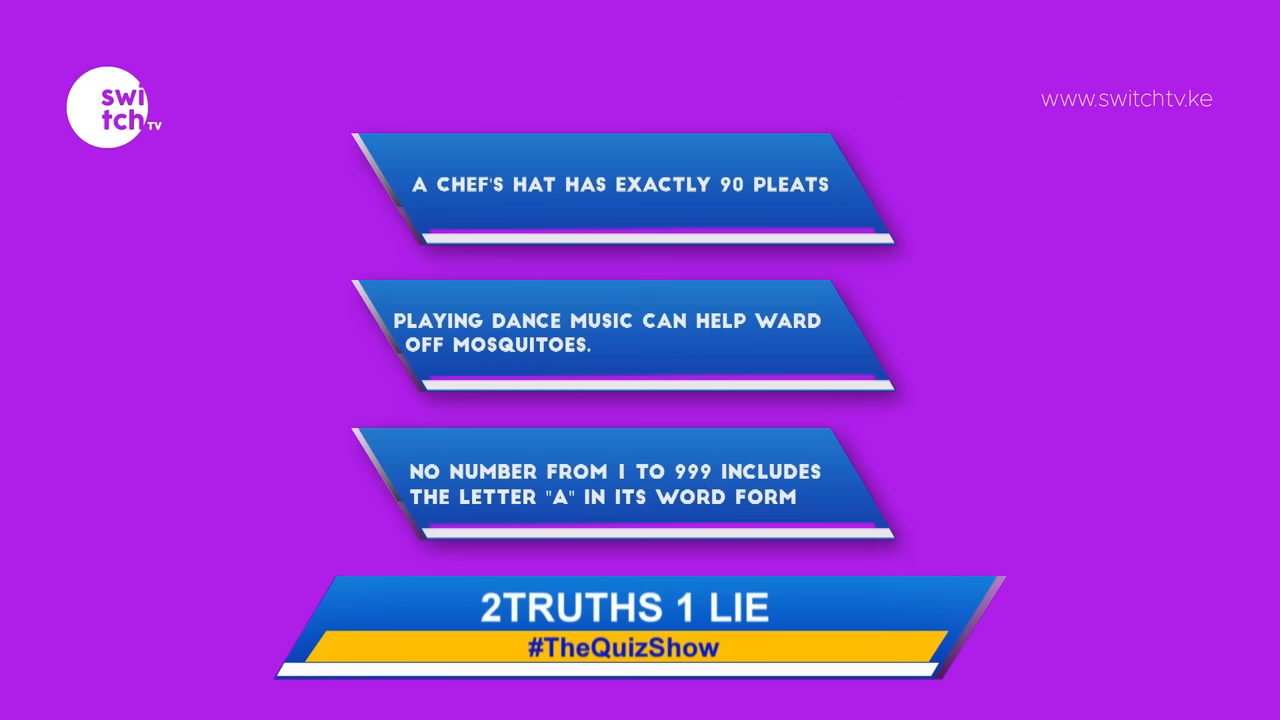 swi
tch TV
www.switchtv.ke
A CHEF'S HAT HAS EXACTLY 90 PLEATS
PLAYING DANCE MUSIC CAN HELP WARD
OFF MOSQUITOES.
NO NUMBER FROM 1 TO 999 INCLUDES
THE LETTER "A" IN ITS WORD FORM
2TRUTHS 1 LIE
#TheQuizShow